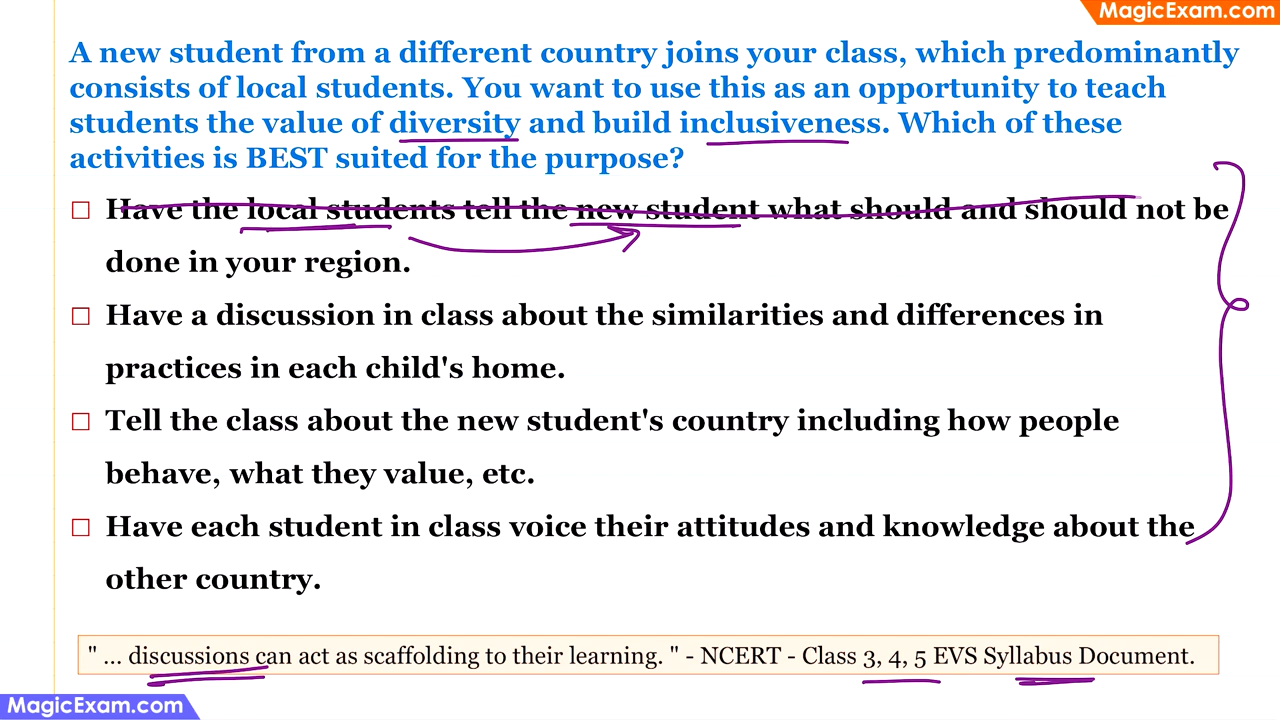 MagicExam.com
A new student from a different country joins your class, which predominantly
consists of local students. You want to use this as an opportunity to teach
students the value of diversity and build inclusiveness. Which of these
activities is BEST suited for the purpose?
Have the local students tell the new student what should and should not be
done in your region.
Have a discussion in class about the similarities and differences in
practices in each child's home.
Tell the class about the new student's country including how people
behave, what they value, etc.
Have each student in class voice their attitudes and knowledge about the
other country.
" ... discussions can act as scaffolding to their learning. " - NCERT - Class 3, 4, 5 EVS Syllabus Document.
MagicExam.com